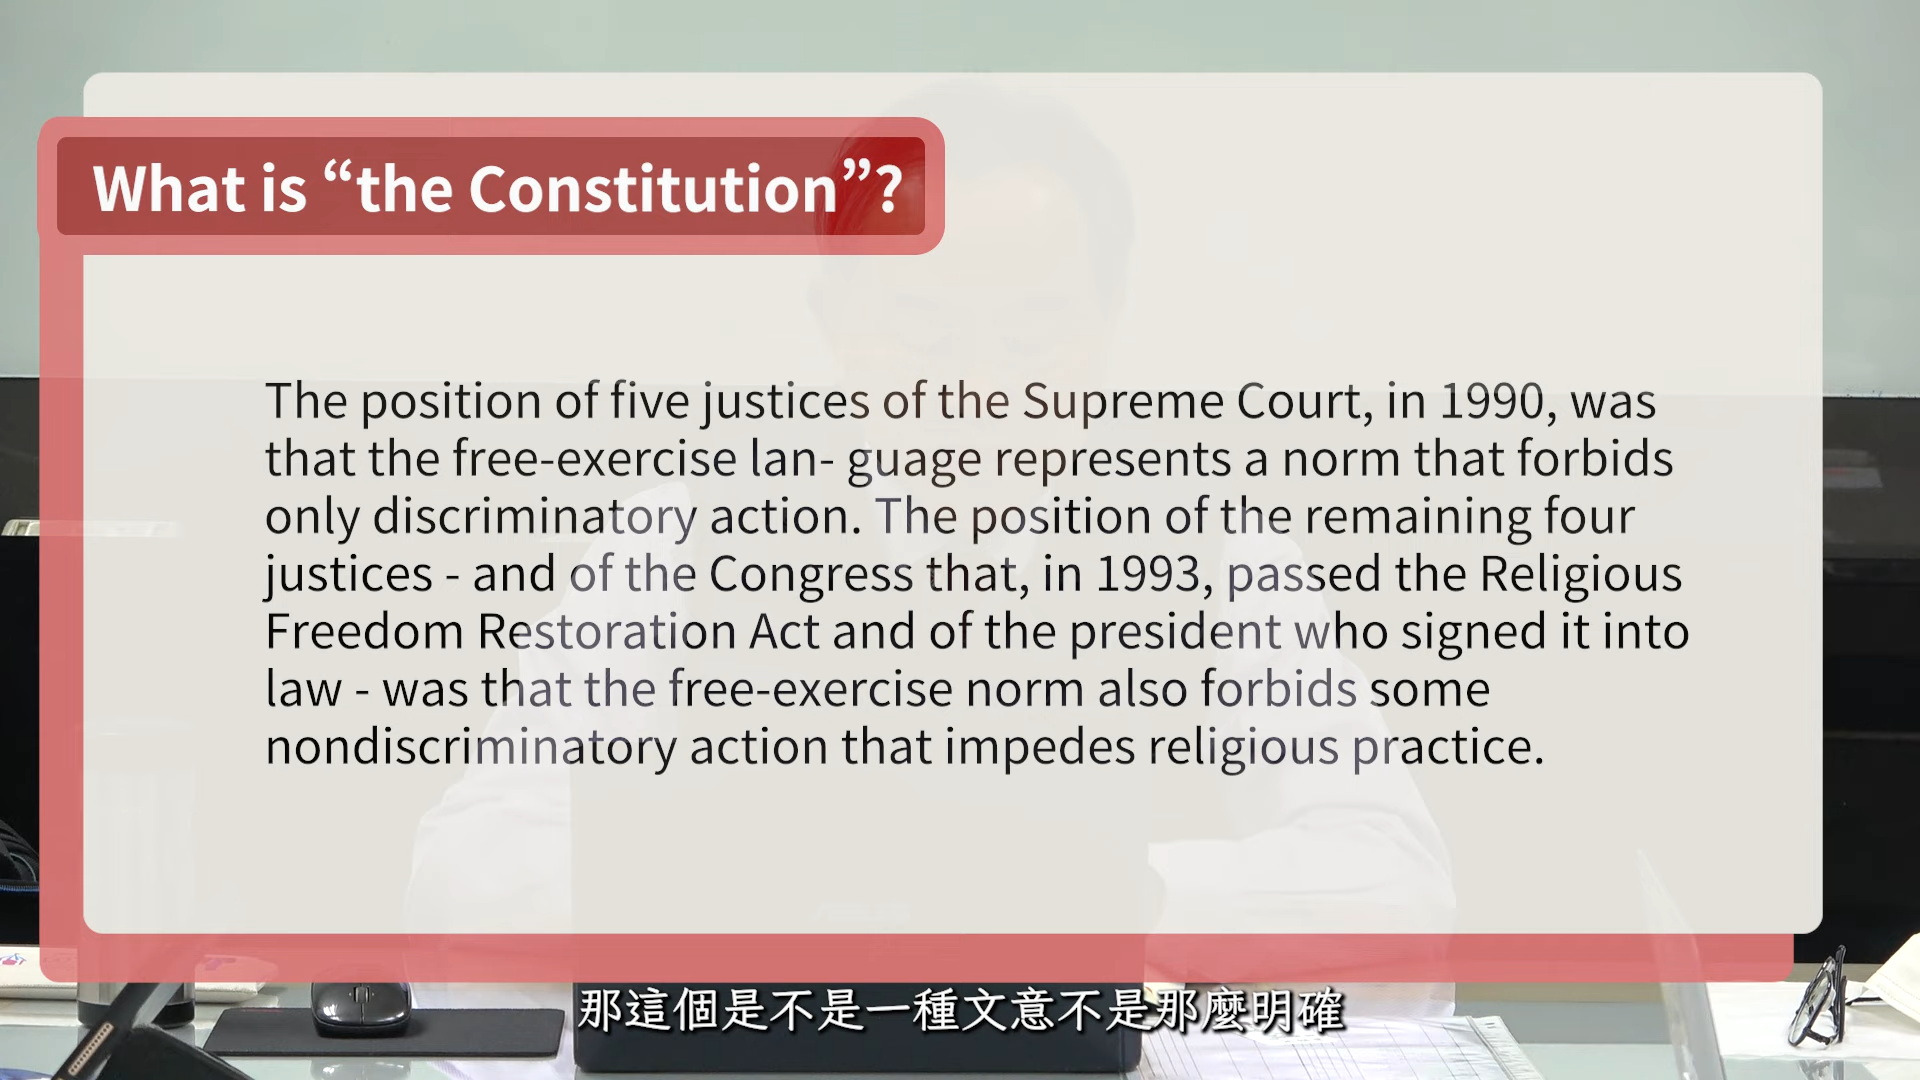 What is “the Constitution”?
The position of five justices of the Supreme Court, in 1990, was
that the free-exercise lan- guage represents a norm that forbids
only discriminatory action. The position of the remaining four
justices - and of the Congress that, in 1993, passed the Religious
Freedom Restoration Act and of the president who signed it into
law - was that the free-exercise norm also forbids some
nondiscriminatory action that impedes religious practice.
那這個是不是一種文意不是那麼明確